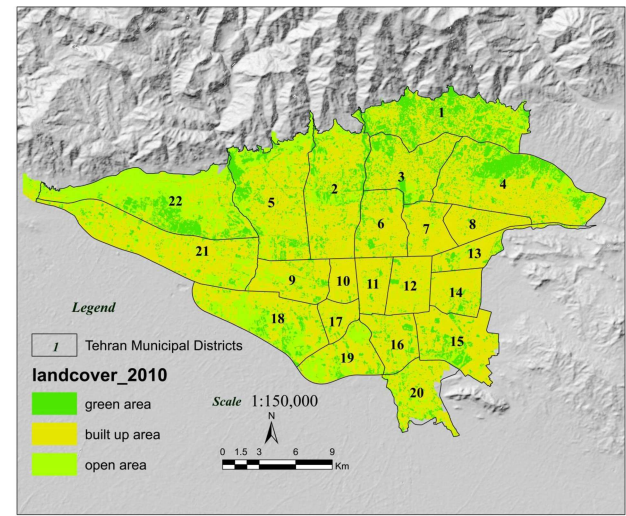 1
3
4
2
22
5
6
7
8
13
21
9
10
11
12
14
18
17
16
15
19
20
Legend
1 Tehran Municipal Districts
landcover_2010
green area
built up area
open area
Scale 1:150,000
N
0 1.5 3 6 9
Km